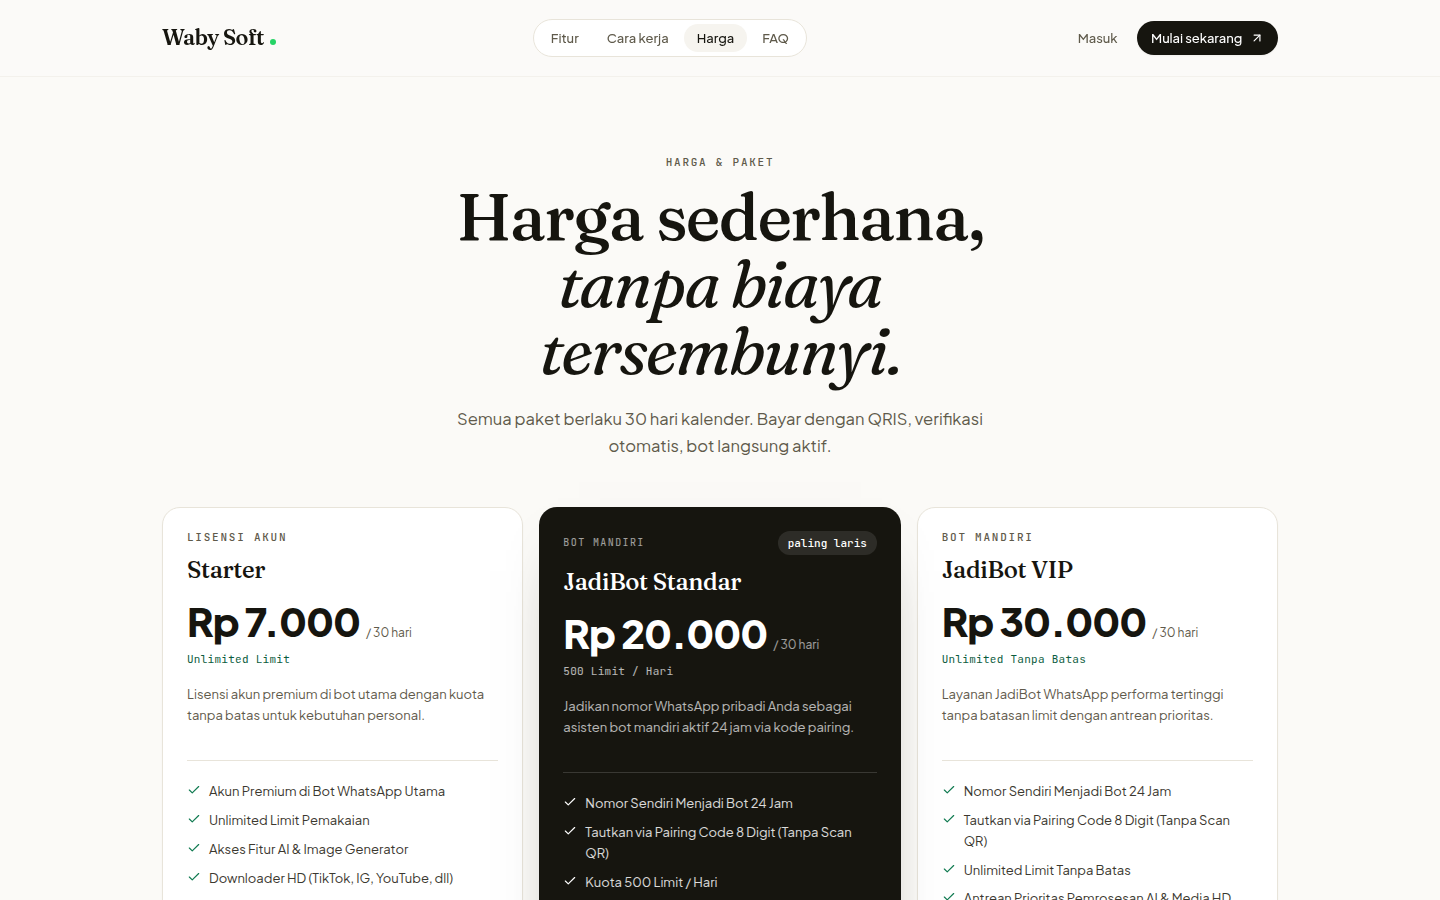 Waby Soft
Fitur
Cara kerja
Harga
FAQ
Masuk
Mulai sekarang
HARGA & PAKET
Harga sederhana,
tanpa biaya
tersembunyi.
Semua paket berlaku 30 hari kalender. Bayar dengan QRIS, verifikasi
otomatis, bot langsung aktif.
LISENSI AKUN
Starter
Rp 7.000 / 30 hari
Unlimited Limit
Lisensi akun premium di bot utama dengan kuota
tanpa batas untuk kebutuhan personal.
Akun Premium di Bot WhatsApp Utama
Unlimited Limit Pemakaian
Akses Fitur AI & Image Generator
Downloader HD (TikTok, IG, YouTube, dll)
BOT MANDIRI
paling laris
JadiBot Standar
Rp 20.000 / 30 hari
500 Limit / Hari
Jadikan nomor WhatsApp pribadi Anda sebagai
asisten bot mandiri aktif 24 jam via kode pairing.
Nomor Sendiri Menjadi Bot 24 Jam
Tautkan via Pairing Code 8 Digit (Tanpa Scan
QR)
Kuota 500 Limit / Hari
BOT MANDIRI
JadiBot VIP
Rp 30.000 / 30 hari
Unlimited Tanpa Batas
Layanan JadiBot WhatsApp performa tertinggi
tanpa batasan limit dengan antrean prioritas.
Nomor Sendiri Menjadi Bot 24 Jam
Tautkan via Pairing Code 8 Digit (Tanpa Scan
QR)
Unlimited Limit Tanpa Batas
Antrean Prioritas Pemrosesan AI & Media HD